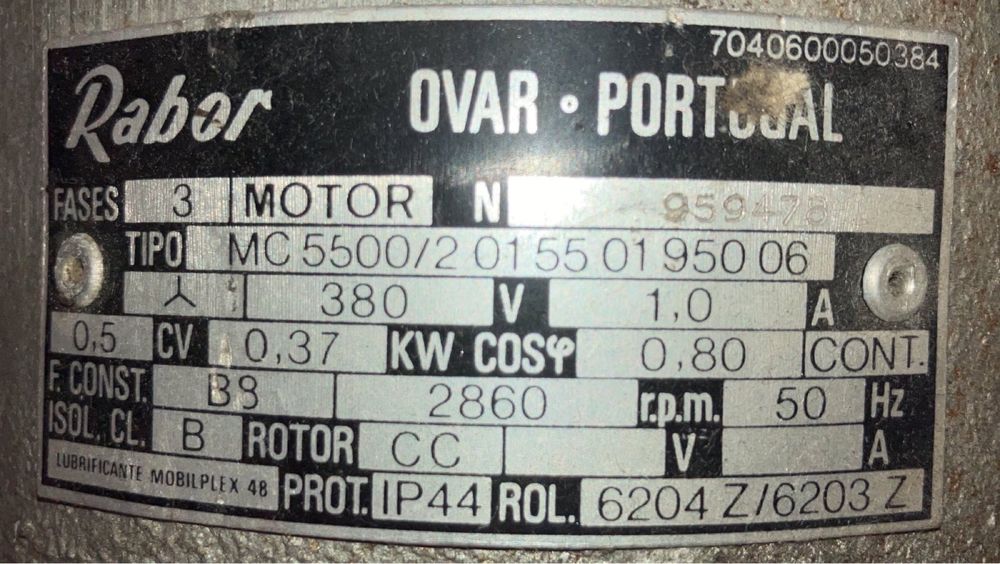 7040600050384
Rabor OVAR • PORTUGAL
FASES 3 MOTOR N
TIPO MC 5500/2 01 55 01 950 06
380 V 1,0 A
0,5 CV 0,37 KW COSφ 0,80 CONT.
F. CONST. B8 2860 r.p.m. 50 Hz
ISOL. CL. B ROTOR CC V A
LUBRIFICANTE MOBILPLEX 48 PROT. IP44 ROL. 6204 Z/6203 Z